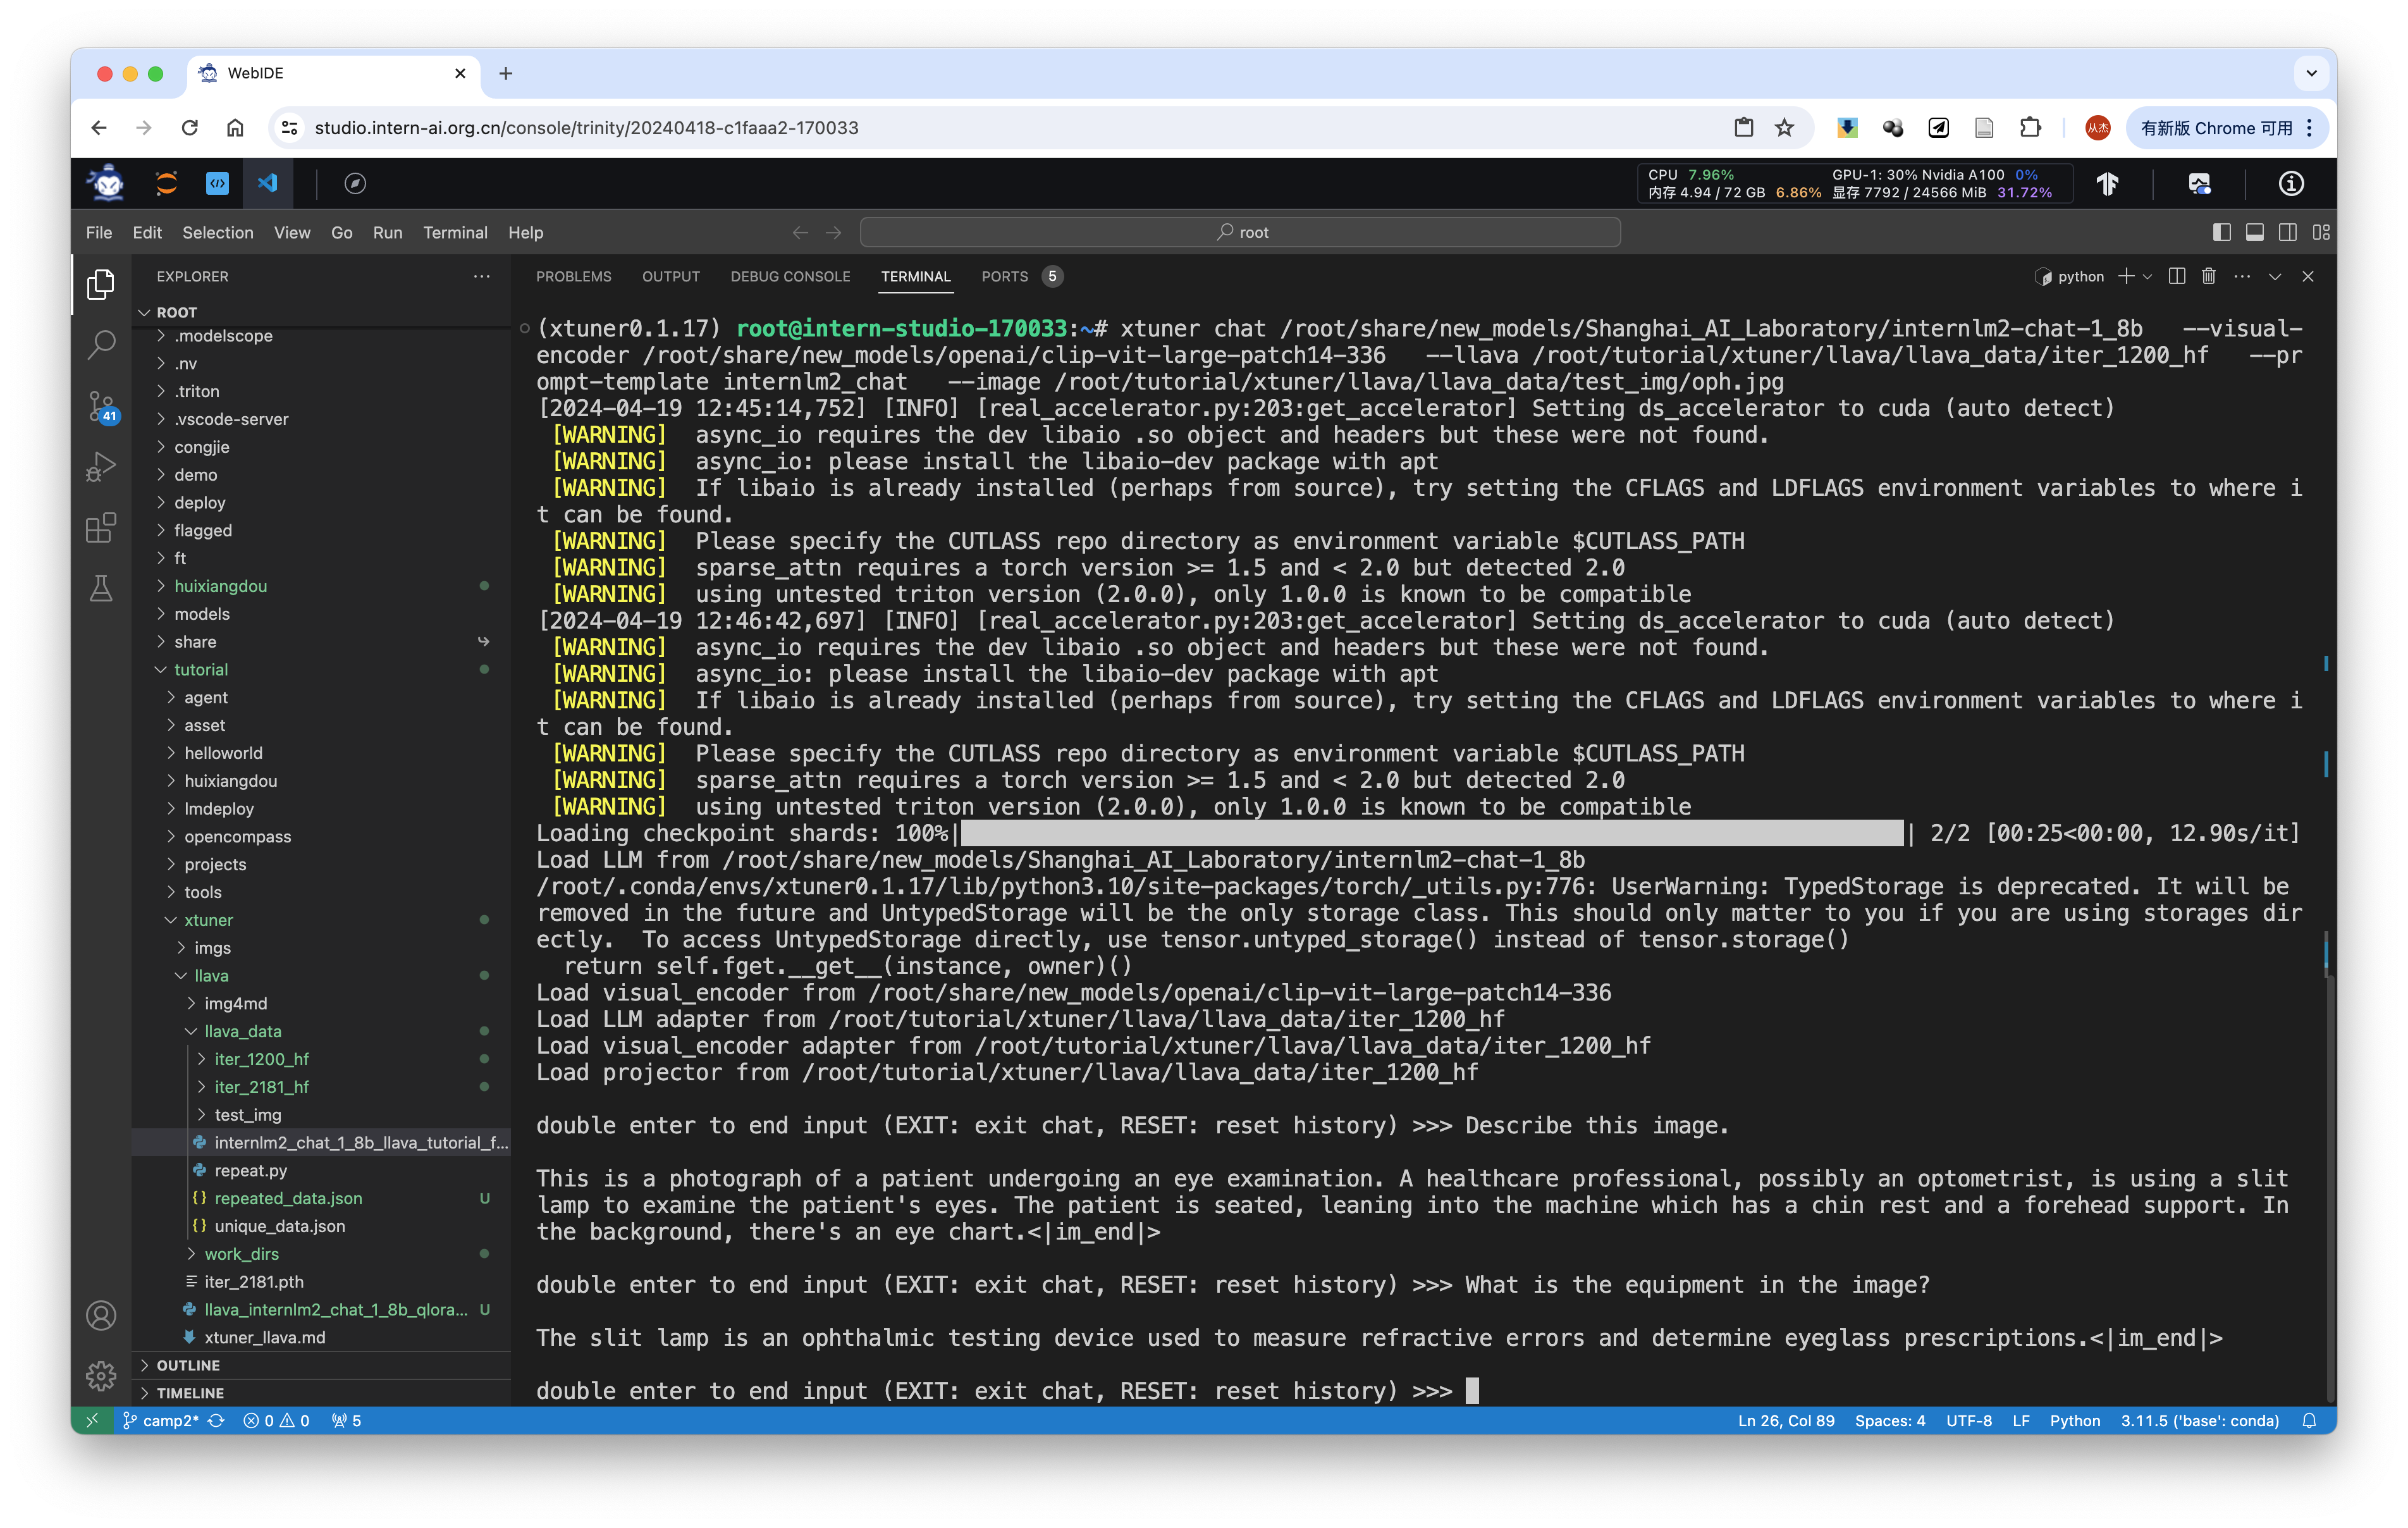 WebIDE
studio.intern-ai.org.cn/console/trinity/20240418-c1faaa2-170033
从杰
有新版 Chrome 可用
CPU 7.96% GPU-1: 30% Nvidia A100 0%
内存 4.94 / 72 GB 6.86% 显存 7792 / 24566 MiB 31.72%
File Edit Selection View Go Run Terminal Help
root
EXPLORER
ROOT
.modelscope
.nv
.triton
.vscode-server
41
congjie
demo
deploy
flagged
ft
huixiangdou
models
share
tutorial
agent
asset
helloworld
huixiangdou
lmdeploy
opencompass
projects
tools
xtuner
imgs
llava
img4md
llava_data
iter_1200_hf
iter_2181_hf
test_img
internlm2_chat_1_8b_llava_tutorial_f...
repeat.py
repeated_data.json U
unique_data.json
work_dirs
iter_2181.pth
llava_internlm2_chat_1_8b_qlora... U
xtuner_llava.md
OUTLINE
TIMELINE
PROBLEMS OUTPUT DEBUG CONSOLE TERMINAL PORTS 5
python
(xtuner0.1.17) root@intern-studio-170033:~# xtuner chat /root/share/new_models/Shanghai_AI_Laboratory/internlm2-chat-1_8b --visual-
encoder /root/share/new_models/openai/clip-vit-large-patch14-336 --llava /root/tutorial/xtuner/llava/llava_data/iter_1200_hf --pr
ompt-template internlm2_chat --image /root/tutorial/xtuner/llava/llava_data/test_img/oph.jpg
[2024-04-19 12:45:14,752] [INFO] [real_accelerator.py:203:get_accelerator] Setting ds_accelerator to cuda (auto detect)
[WARNING] async_io requires the dev libaio .so object and headers but these were not found.
[WARNING] async_io: please install the libaio-dev package with apt
[WARNING] If libaio is already installed (perhaps from source), try setting the CFLAGS and LDFLAGS environment variables to where i
t can be found.
[WARNING] Please specify the CUTLASS repo directory as environment variable $CUTLASS_PATH
[WARNING] sparse_attn requires a torch version >= 1.5 and < 2.0 but detected 2.0
[WARNING] using untested triton version (2.0.0), only 1.0.0 is known to be compatible
[2024-04-19 12:46:42,697] [INFO] [real_accelerator.py:203:get_accelerator] Setting ds_accelerator to cuda (auto detect)
[WARNING] async_io requires the dev libaio .so object and headers but these were not found.
[WARNING] async_io: please install the libaio-dev package with apt
[WARNING] If libaio is already installed (perhaps from source), try setting the CFLAGS and LDFLAGS environment variables to where i
t can be found.
[WARNING] Please specify the CUTLASS repo directory as environment variable $CUTLASS_PATH
[WARNING] sparse_attn requires a torch version >= 1.5 and < 2.0 but detected 2.0
[WARNING] using untested triton version (2.0.0), only 1.0.0 is known to be compatible
Loading checkpoint shards: 100%| | 2/2 [00:25<00:00, 12.90s/it]
Load LLM from /root/share/new_models/Shanghai_AI_Laboratory/internlm2-chat-1_8b
/root/.conda/envs/xtuner0.1.17/lib/python3.10/site-packages/torch/_utils.py:776: UserWarning: TypedStorage is deprecated. It will be
removed in the future and UntypedStorage will be the only storage class. This should only matter to you if you are using storages dir
ectly.  To access UntypedStorage directly, use tensor.untyped_storage() instead of tensor.storage()
return self.fget.__get__(instance, owner)()
Load visual_encoder from /root/share/new_models/openai/clip-vit-large-patch14-336
Load LLM adapter from /root/tutorial/xtuner/llava/llava_data/iter_1200_hf
Load visual_encoder adapter from /root/tutorial/xtuner/llava/llava_data/iter_1200_hf
Load projector from /root/tutorial/xtuner/llava/llava_data/iter_1200_hf
double enter to end input (EXIT: exit chat, RESET: reset history) >>> Describe this image.
This is a photograph of a patient undergoing an eye examination. A healthcare professional, possibly an optometrist, is using a slit
lamp to examine the patient's eyes. The patient is seated, leaning into the machine which has a chin rest and a forehead support. In
the background, there's an eye chart.<|im_end|>
double enter to end input (EXIT: exit chat, RESET: reset history) >>> What is the equipment in the image?
The slit lamp is an ophthalmic testing device used to measure refractive errors and determine eyeglass prescriptions.<|im_end|>
double enter to end input (EXIT: exit chat, RESET: reset history) >>>
camp2* 0 0 5
Ln 26, Col 89 Spaces: 4 UTF-8 LF Python 3.11.5 ('base': conda)